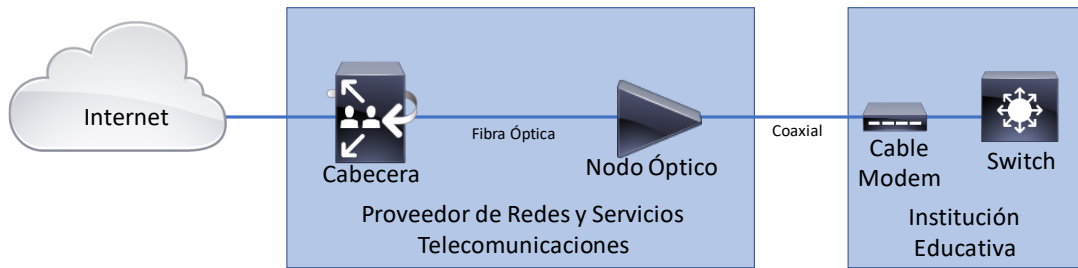 Internet
Cabecera
Fibra Óptica
Nodo Óptico
Proveedor de Redes y Servicios
Telecomunicaciones
Coaxial
Cable
Modem
Switch
Institución
Educativa